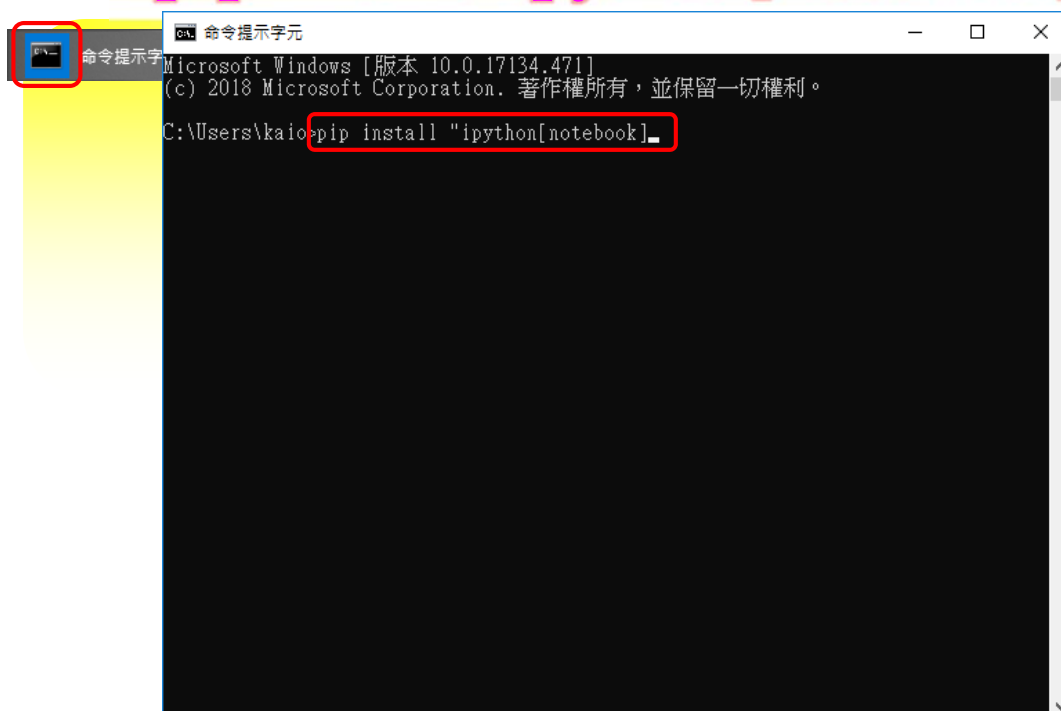 命令提示字元
命令提示字
Microsoft Windows [版本 10.0.17134.471]
(c) 2018 Microsoft Corporation. 著作權所有，並保留一切權利。
C:\Users\kaio>pip install "ipython[notebook]